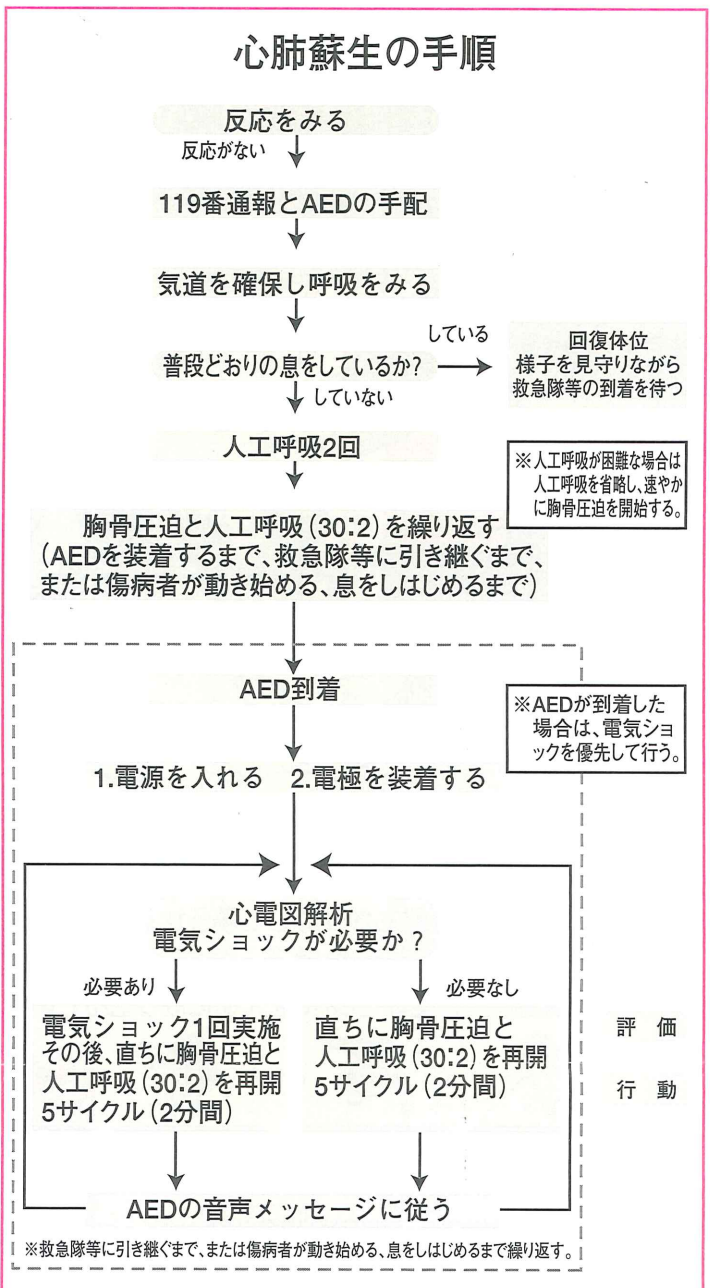 心肺蘇生の手順
反応をみる
反応がない
119番通報とAEDの手配
気道を確保し呼吸をみる
普段どおりの息をしているか?
している
回復体位
様子を見守りながら
救急隊等の到着を待つ
していない
人工呼吸2回
※人工呼吸が困難な場合は
人工呼吸を省略し、速やか
に胸骨圧迫を開始する。
胸骨圧迫と人工呼吸(30:2)を繰り返す
(AEDを装着するまで、救急隊等に引き継ぐまで、
または傷病者が動き始める、息をしはじめるまで)
AED到着
※AEDが到着した
場合は、電気ショ
ックを優先して行う。
1.電源を入れる 2.電極を装着する
心電図解析
電気ショックが必要か?
必要あり
必要なし
電気ショック1回実施
その後、直ちに胸骨圧迫と
人工呼吸(30:2)を再開
5サイクル(2分間)
直ちに胸骨圧迫と
人工呼吸(30:2)を再開
5サイクル(2分間)
評 価
行 動
AEDの音声メッセージに従う
※救急隊等に引き継ぐまで、または傷病者が動き始める、息をしはじめるまで繰り返す。